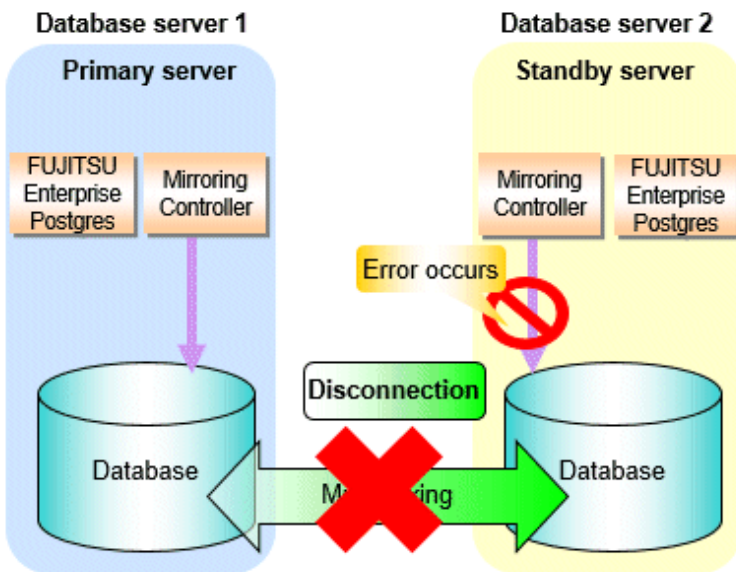 Database server 1
Database server 2
Primary server
Standby server
FUJITSU
Enterprise
Postgres
Mirroring
Controller
Mirroring
Controller
FUJITSU
Enterprise
Postgres
Error occurs
Disconnection
Database
Database